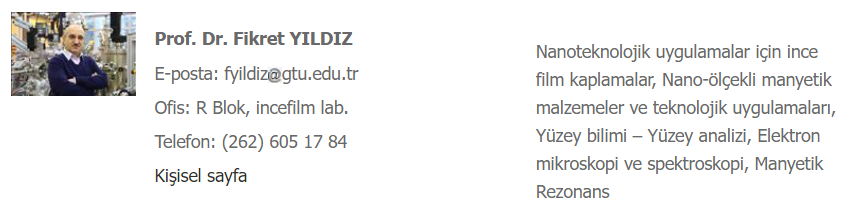 Prof. Dr. Fikret YILDIZ
E-posta: fyildiz@gtu.edu.tr
Ofis: R Blok, incefilm lab.
Telefon: (262) 605 17 84
Kişisel sayfa
Nanoteknolojik uygulamalar için ince
film kaplamalar, Nano-ölçekli manyetik
malzemeler ve teknolojik uygulamaları,
Yüzey bilimi – Yüzey analizi, Elektron
mikroskopi ve spektroskopi, Manyetik
Rezonans